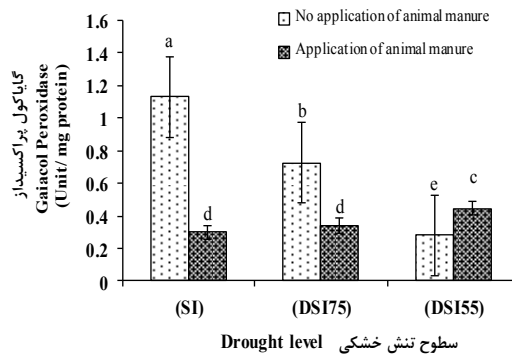 No application of animal manure
Application of animal manure
گایاکول پراکسیداز
Gaiacol Peroxidase
(Unit/ mg protein)
1.6
1.4
1.2
1
0.8
0.6
0.4
0.2
0
a
d
b
d
e
c
(SI)
(DSI75)
(DSI55)
Drought level سطوح تنش خشکی